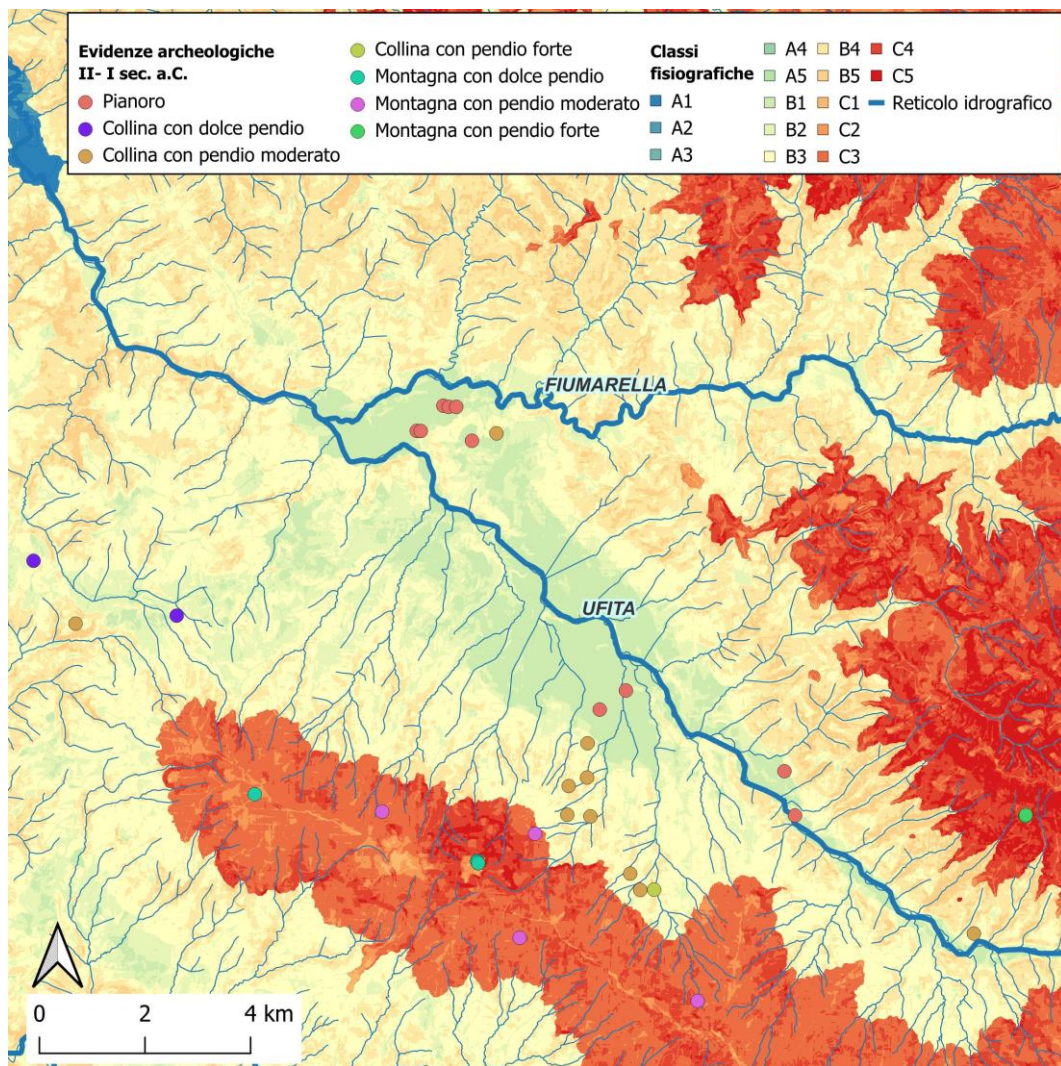 Evidenze archeologiche
II- I sec. a.C.
Pianoro
Collina con dolce pendio
Collina con pendio moderato
Collina con pendio forte
Montagna con dolce pendio
Montagna con pendio moderato
Montagna con pendio forte
Classi
fisiografiche
A1
A2
A3
A4
A5
B1
B2
B3
B4
B5
C1
C2
C3
C4
C5
Reticolo idrografico
FIUMARELLA
UFITA
0 2 4 km